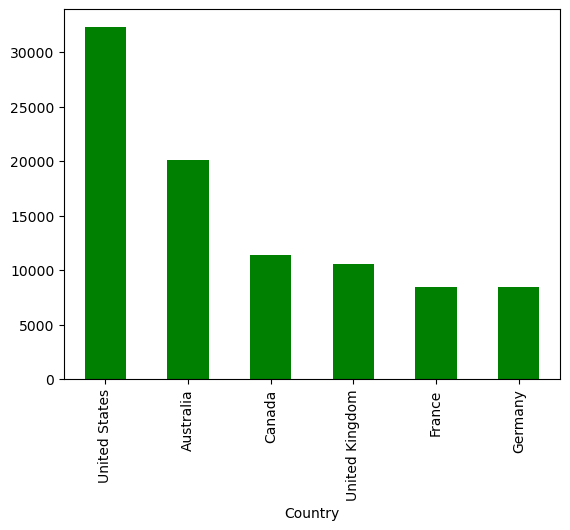 30000
25000
20000
15000
10000
5000
0
United States
Australia
Canada
United Kingdom
France
Germany
Country